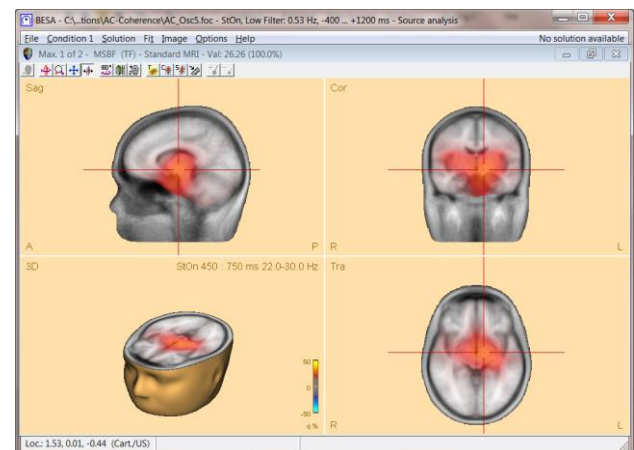 BESA - C:\...tions\AC-Coherence\AC_Osc5.foc - StOn, Low Filter: 0.53 Hz, -400 ... +1200 ms - Source analysis
File Condition 1 Solution Fit Image Options Help No solution available
Max. 1 of 2 - MSBF (TF) - Standard MRI - Val: 26.26 (100.0%)
Sag
Cor
A P
R L
3D StOn 450 : 750 ms 22.0-30.0 Hz
Tra
50
0
-50
q%
R L
Loc.: 1.53, 0.01, -0.44 (Cart./US)